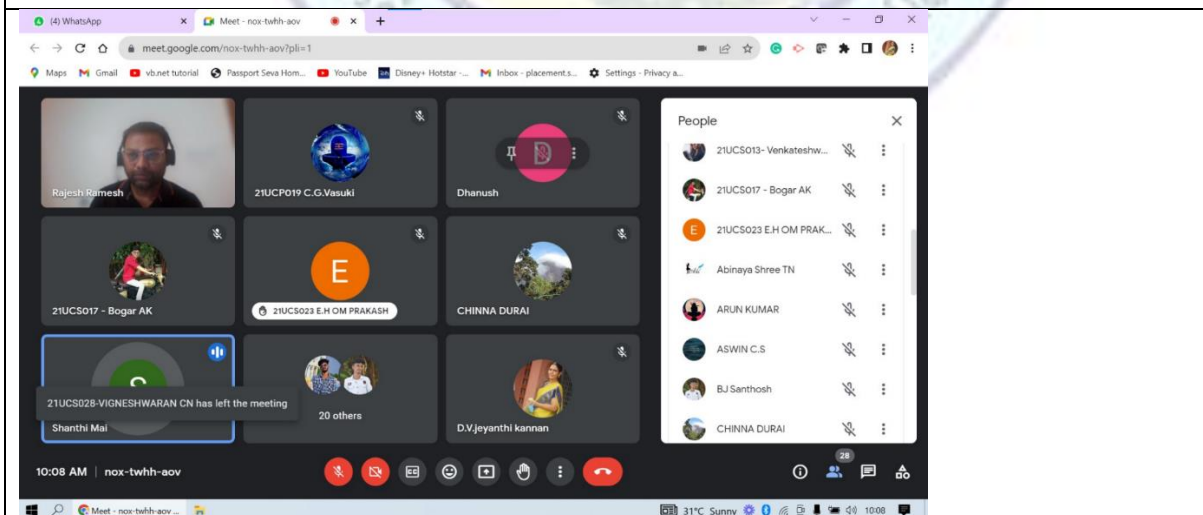 (4) WhatsApp
Meet - nox-twhh-aov
meet.google.com/nox-twhh-aov?pli=1
Maps Gmail vb.net tutorial Passport Seva Hom... YouTube Disney+ Hotstar -... Inbox - placement.s... Settings - Privacy a...
Rajesh Ramesh
21UCP019 C.G.Vasuki
D
Dhanush
21UCS017 - Bogar AK
E
21UCS023 E.H OM PRAKASH
CHINNA DURAI
21UCS028-VIGNESHWARAN CN has left the meeting
Shanthi Mai
20 others
D.V.jeyanthi kannan
People
21UCS013- Venkateshw...
21UCS017 - Bogar AK
E 21UCS023 E.H OM PRAK...
Abinaya Shree TN
ARUN KUMAR
ASWIN C.S
BJ Santhosh
CHINNA DURAI
10:08 AM | nox-twhh-aov
CC
28
Meet - nox-twhh-aov ...
31°C Sunny
10:08